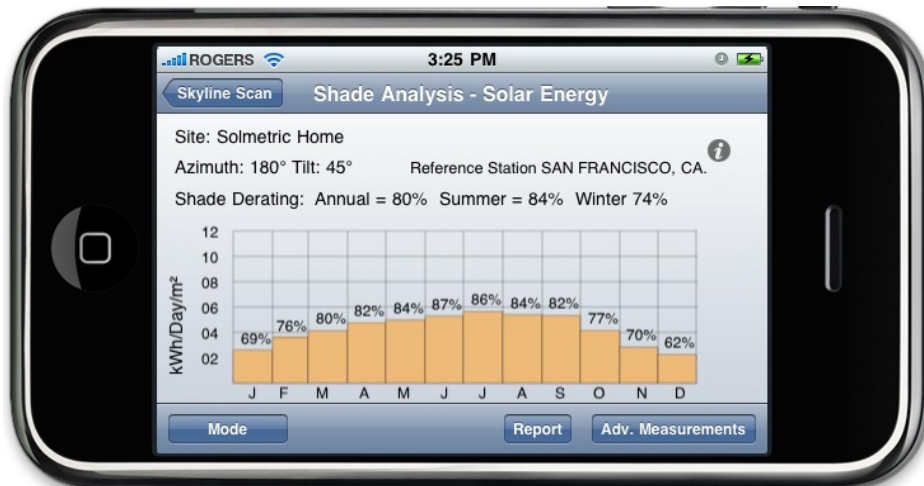 ROGERS 3:25 PM
Skyline Scan Shade Analysis - Solar Energy
Site: Solmetric Home
i
Azimuth: 180° Tilt: 45° Reference Station SAN FRANCISCO, CA.
Shade Derating: Annual = 80% Summer = 84% Winter 74%
kWh/Day/m²
12
10
08
06
04
02
69% 76% 80% 82% 84% 87% 86% 84% 82% 77% 70% 62%
J F M A M J J A S O N D
Mode Report Adv. Measurements